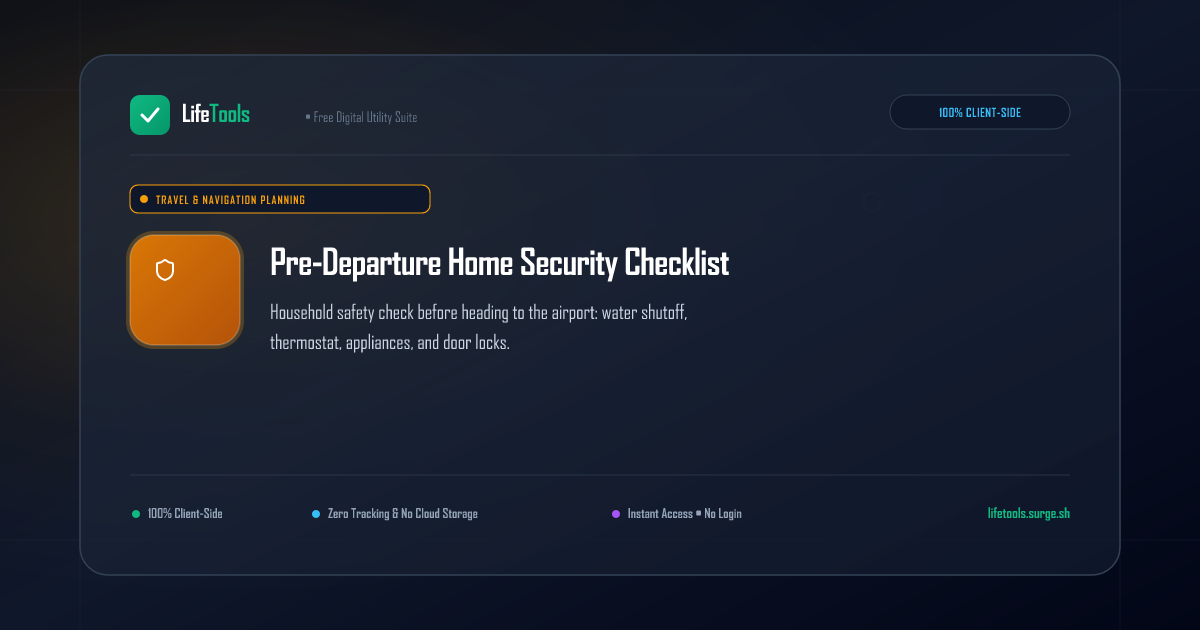 LifeTools
• Free Digital Utility Suite
100% CLIENT-SIDE
TRAVEL & NAVIGATION PLANNING
Pre-Departure Home Security Checklist
Household safety check before heading to the airport: water shutoff,
thermostat, appliances, and door locks.
100% Client-Side
Zero Tracking & No Cloud Storage
Instant Access • No Login
lifetools.surge.sh